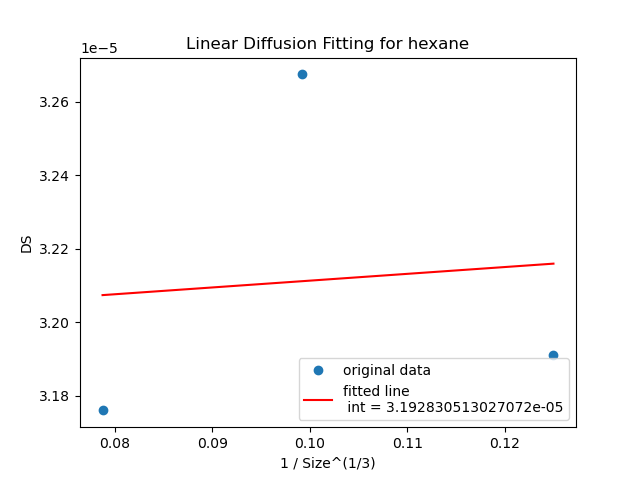 Linear Diffusion Fitting for hexane
1e−5
3.26
3.24
3.22
3.20
3.18
DS
0.08 0.09 0.10 0.11 0.12
1 / Size^(1/3)
original data
fitted line
int = 3.192830513027072e-05